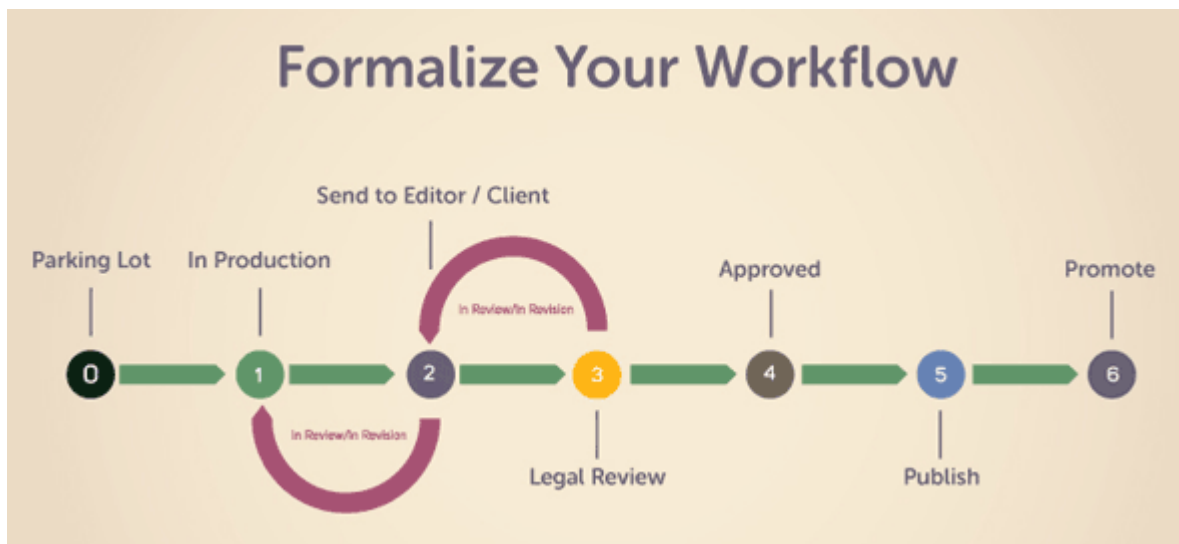 Formalize Your Workflow
Send to Editor / Client
Parking Lot
In Production
Approved
Promote
In Review/In Revision
0
1
2
3
4
5
6
In Review/In Revision
Legal Review
Publish